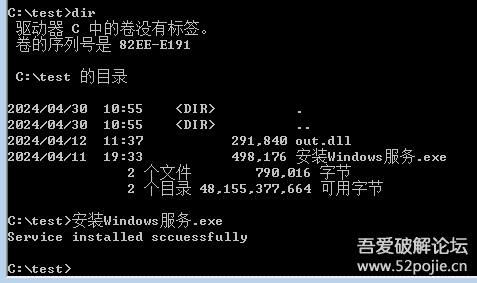 C:\test>dir
驱动器 C 中的卷没有标签。
卷的序列号是 82EE-E191
C:\test 的目录
2024/04/30  10:55    <DIR>          .
2024/04/30  10:55    <DIR>          ..
2024/04/12  11:37           291,840 out.dll
2024/04/11  19:33           498,176 安装Windows服务.exe
2 个文件        790,016 字节
2 个目录 48,155,377,664 可用字节
C:\test>安装Windows服务.exe
Service installed sccuessfully
C:\test>
吾爱破解论坛
www.52pojie.cn